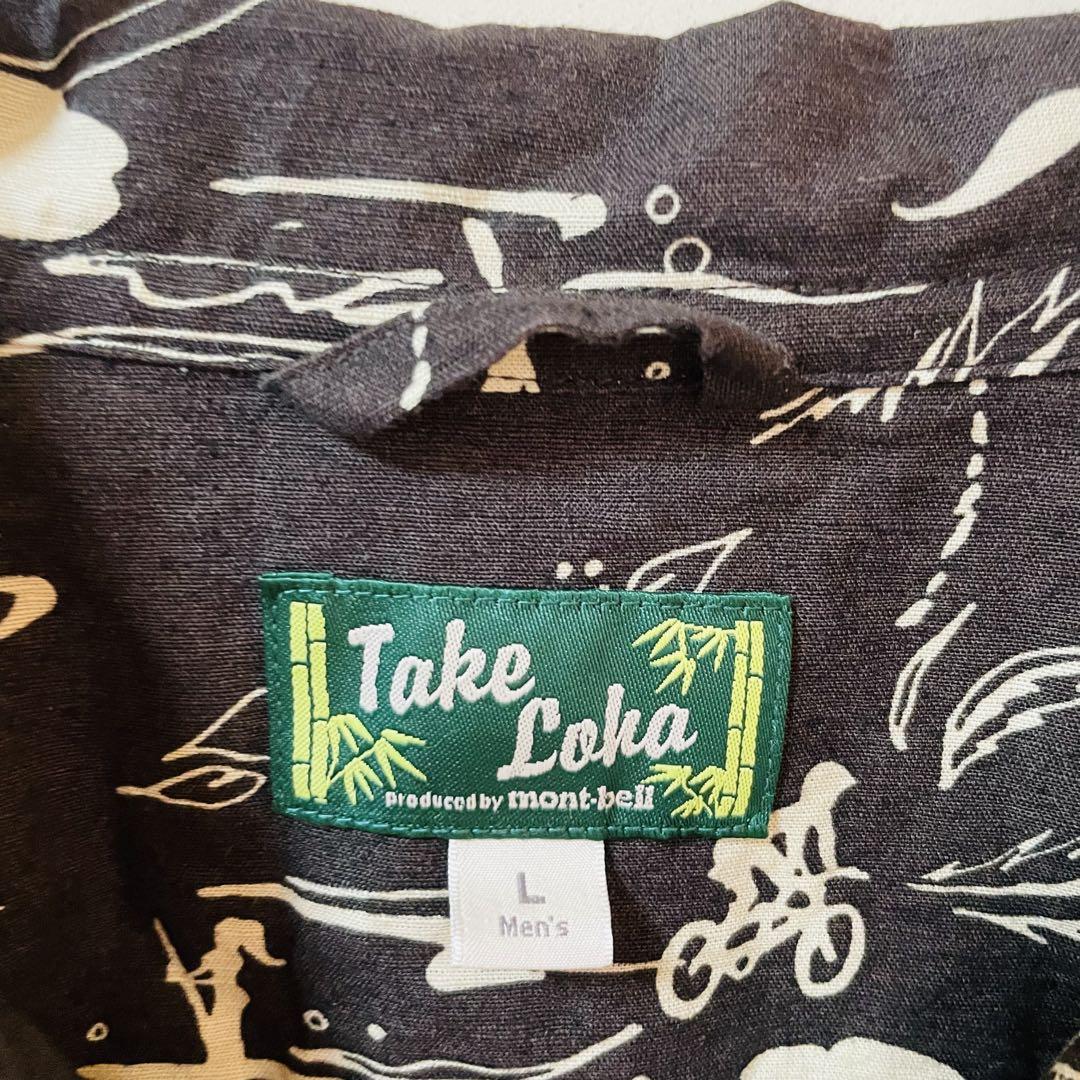 Take
Loha
produced by mont-bell
L
Men's